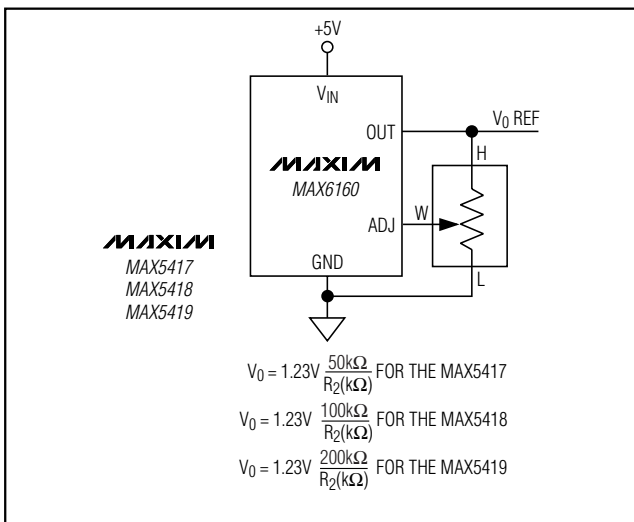 +5V
V_IN
OUT
V_0 REF
H
MAXIM
MAX6160
ADJ
W
MAXIM
MAX5417
MAX5418
MAX5419
GND
L
V_0 = 1.23V 50kΩ/R_2(kΩ) FOR THE MAX5417
V_0 = 1.23V 100kΩ/R_2(kΩ) FOR THE MAX5418
V_0 = 1.23V 200kΩ/R_2(kΩ) FOR THE MAX5419